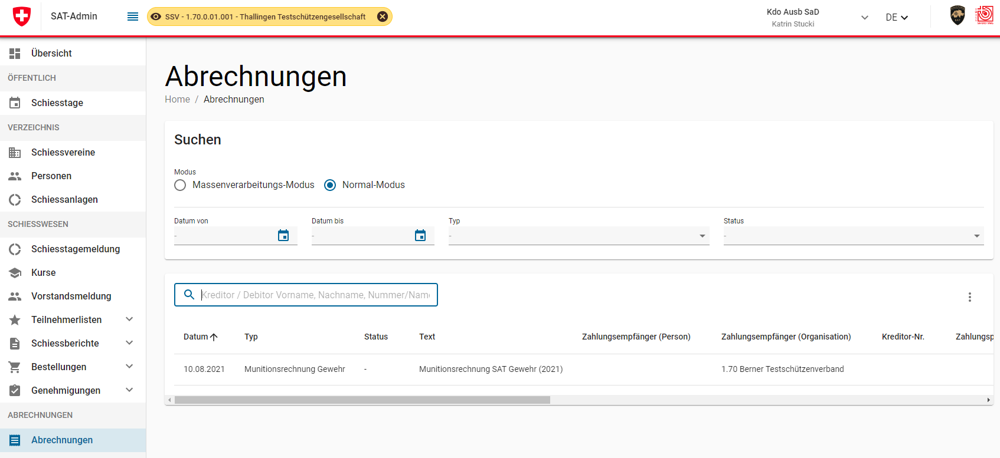 SAT-Admin
SSV - 1.70.0.01.001 - Thallingen Testschützengesellschaft
Kdo Ausb SaD
Katrin Stucki
DE
Übersicht
ÖFFENTLICH
Schiesstage
VERZEICHNIS
Schiessvereine
Personen
Schiessanlagen
SCHIESSWESEN
Schiesstagemeldung
Kurse
Vorstandsmeldung
Teilnehmerlisten
Schiessberichte
Bestellungen
Genehmigungen
ABRECHNUNGEN
Abrechnungen
Abrechnungen
Home / Abrechnungen
Suchen
Modus
Massenverarbeitungs-Modus Normal-Modus
Datum von Datum bis Typ Status
- - - -
Kreditor / Debitor Vorname, Nachname, Nummer/Name
Datum Typ Status Text Zahlungsempfänger (Person) Zahlungsempfänger (Organisation) Kreditor-Nr. Zahlungsp
10.08.2021 Munitionsrechnung Gewehr - Munitionsrechnung SAT Gewehr (2021) 1.70 Berner Testschützenverband